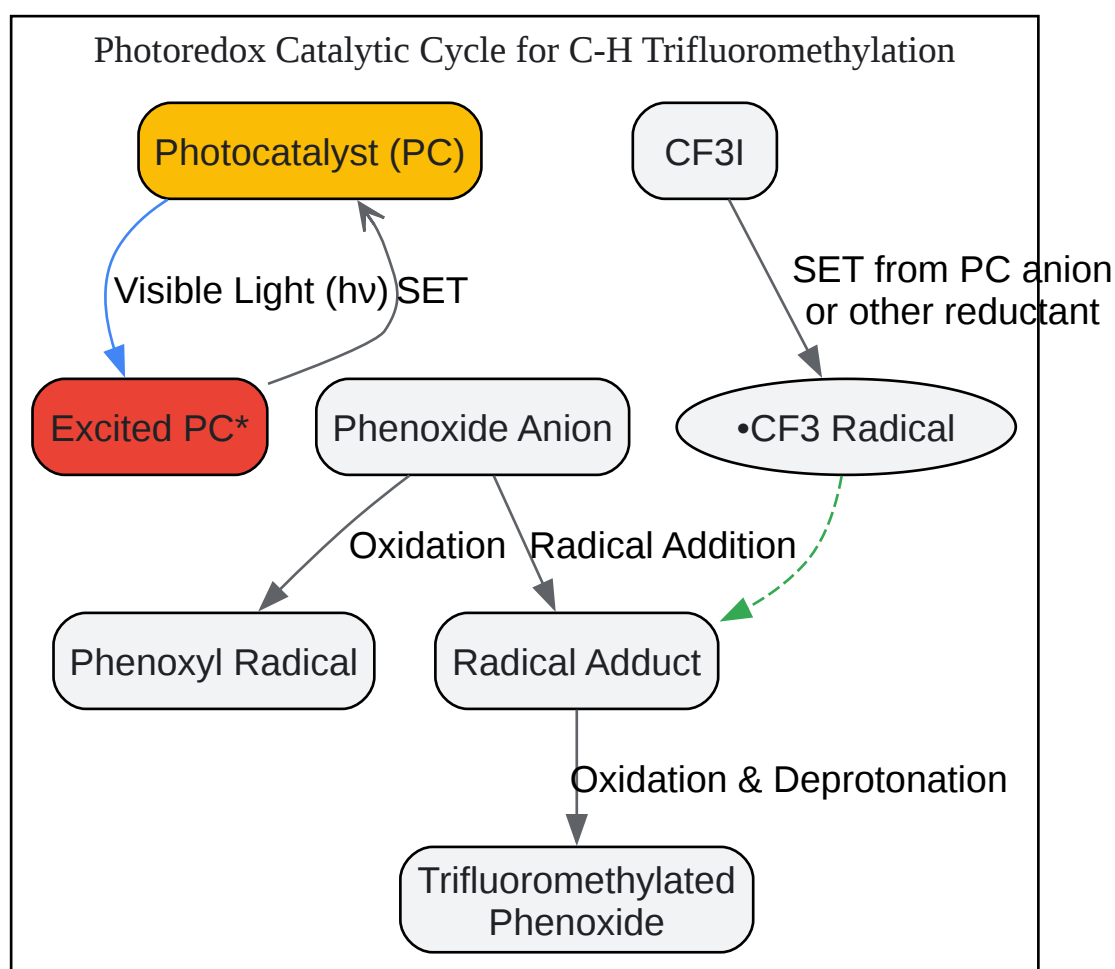 Photoredox Catalytic Cycle for C-H Trifluoromethylation
Photocatalyst (PC)
CF3I
Visible Light (hν)
SET
SET from PC anion
or other reductant
Excited PC*
Phenoxide Anion
•CF3 Radical
Oxidation
Radical Addition
Phenoxyl Radical
Radical Adduct
Oxidation & Deprotonation
Trifluoromethylated
Phenoxide